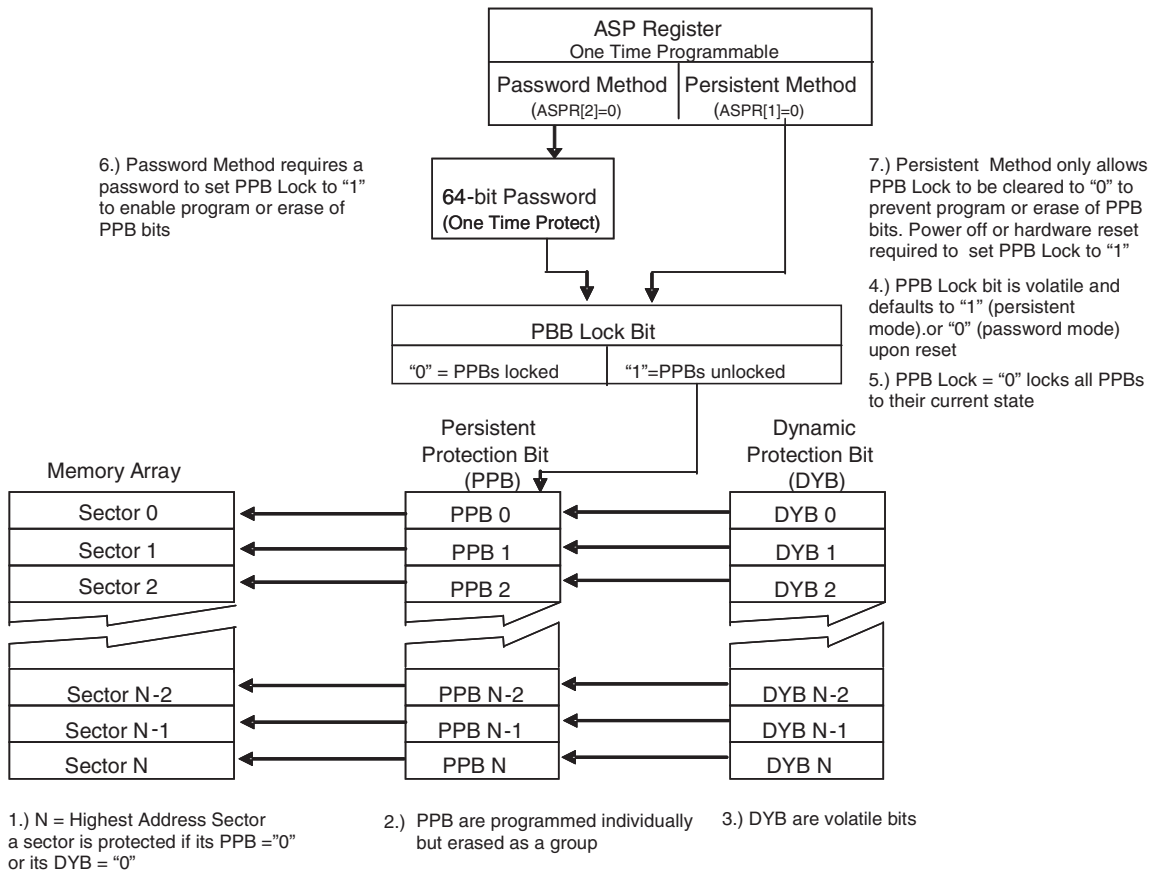 ASP Register
One Time Programmable
Password Method
(ASPR[2]=0)
Persistent Method
(ASPR[1]=0)
6.) Password Method requires a
password to set PPB Lock to “1”
to enable program or erase of
PPB bits
64-bit Password
(One Time Protect)
7.) Persistent Method only allows
PPB Lock to be cleared to “0” to
prevent program or erase of PPB
bits. Power off or hardware reset
required to set PPB Lock to “1”
4.) PPB Lock bit is volatile and
defaults to “1” (persistent
mode).or “0” (password mode)
upon reset
5.) PPB Lock = “0” locks all PPBs
to their current state
PBB Lock Bit
“0” = PPBs locked
“1”=PPBs unlocked
Memory Array
Persistent
Protection Bit
(PPB)
Dynamic
Protection Bit
(DYB)
Sector 0
PPB 0
DYB 0
Sector 1
PPB 1
DYB 1
Sector 2
PPB 2
DYB 2
Sector N-2
PPB N-2
DYB N-2
Sector N-1
PPB N-1
DYB N-1
Sector N
PPB N
DYB N
1.) N = Highest Address Sector
a sector is protected if its PPB =”0”
or its DYB = “0”
2.) PPB are programmed individually
but erased as a group
3.) DYB are volatile bits